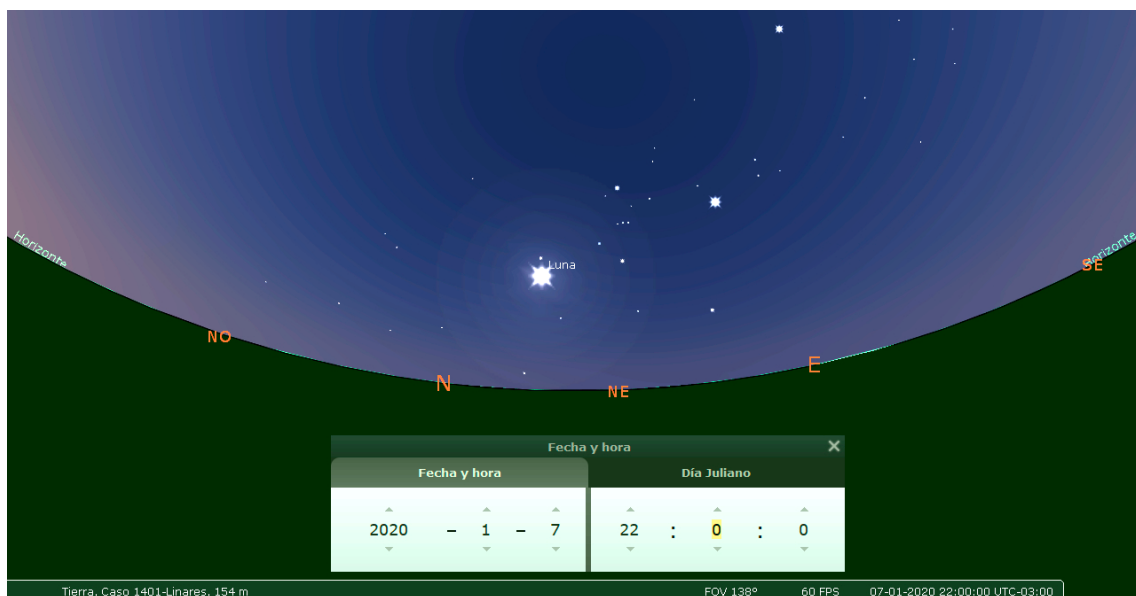 Luna
Horizonte
Horizonte
SE
NO
E
N
NE
Fecha y hora
Fecha y hora
Día Juliano
2020 - 1 - 7
22 : 0 : 0
Tierra, Caso 1401-Linares, 154 m
FOV 138°
60 FPS
07-01-2020 22:00:00 UTC-03:00